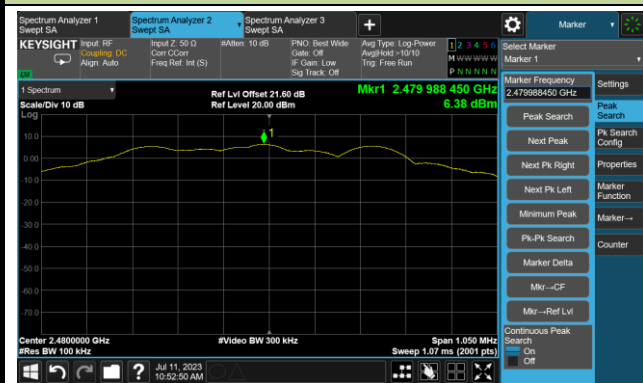 Spectrum Analyzer 1
Swept SA
Spectrum Analyzer 2
Swept SA
Spectrum Analyzer 3
Swept SA
+
Marker
KEYSIGHT
Input: RF
Coupling: DC
Align: Auto
Input Z: 50 Ω
Corr CCorr
Freq Ref: Int (S)
#Atten: 10 dB
PNO: Best Wide
Gate: Off
IF Gain: Low
Sig Track: Off
Avg Type: Log-Power
Avg|Hold:>10/10
Trig: Free Run
1 2 3 4 5 6
M W W W W W
P N N N N N
Select Marker
Marker 1
LXI
1 Spectrum
Scale/Div 10 dB
Log
Ref Lvl Offset 21.60 dB
Ref Level 20.00 dBm
Mkr1 2.479 988 450 GHz
6.38 dBm
1
10.0
0.00
-10.0
-20.0
-30.0
-40.0
-50.0
-60.0
-70.0
Center 2.4800000 GHz
#Res BW 100 kHz
#Video BW 300 kHz
Span 1.050 MHz
Sweep 1.07 ms (2001 pts)
Marker Frequency
2.479988450 GHz
Peak Search
Next Peak
Next Pk Right
Next Pk Left
Minimum Peak
Pk-Pk Search
Marker Delta
Mkr→CF
Mkr→Ref Lvl
Continuous Peak
Search
On
Off
Settings
Peak
Search
Pk Search
Config
Properties
Marker
Function
Marker→
Counter
?
Jul 11, 2023
10:52:50 AM